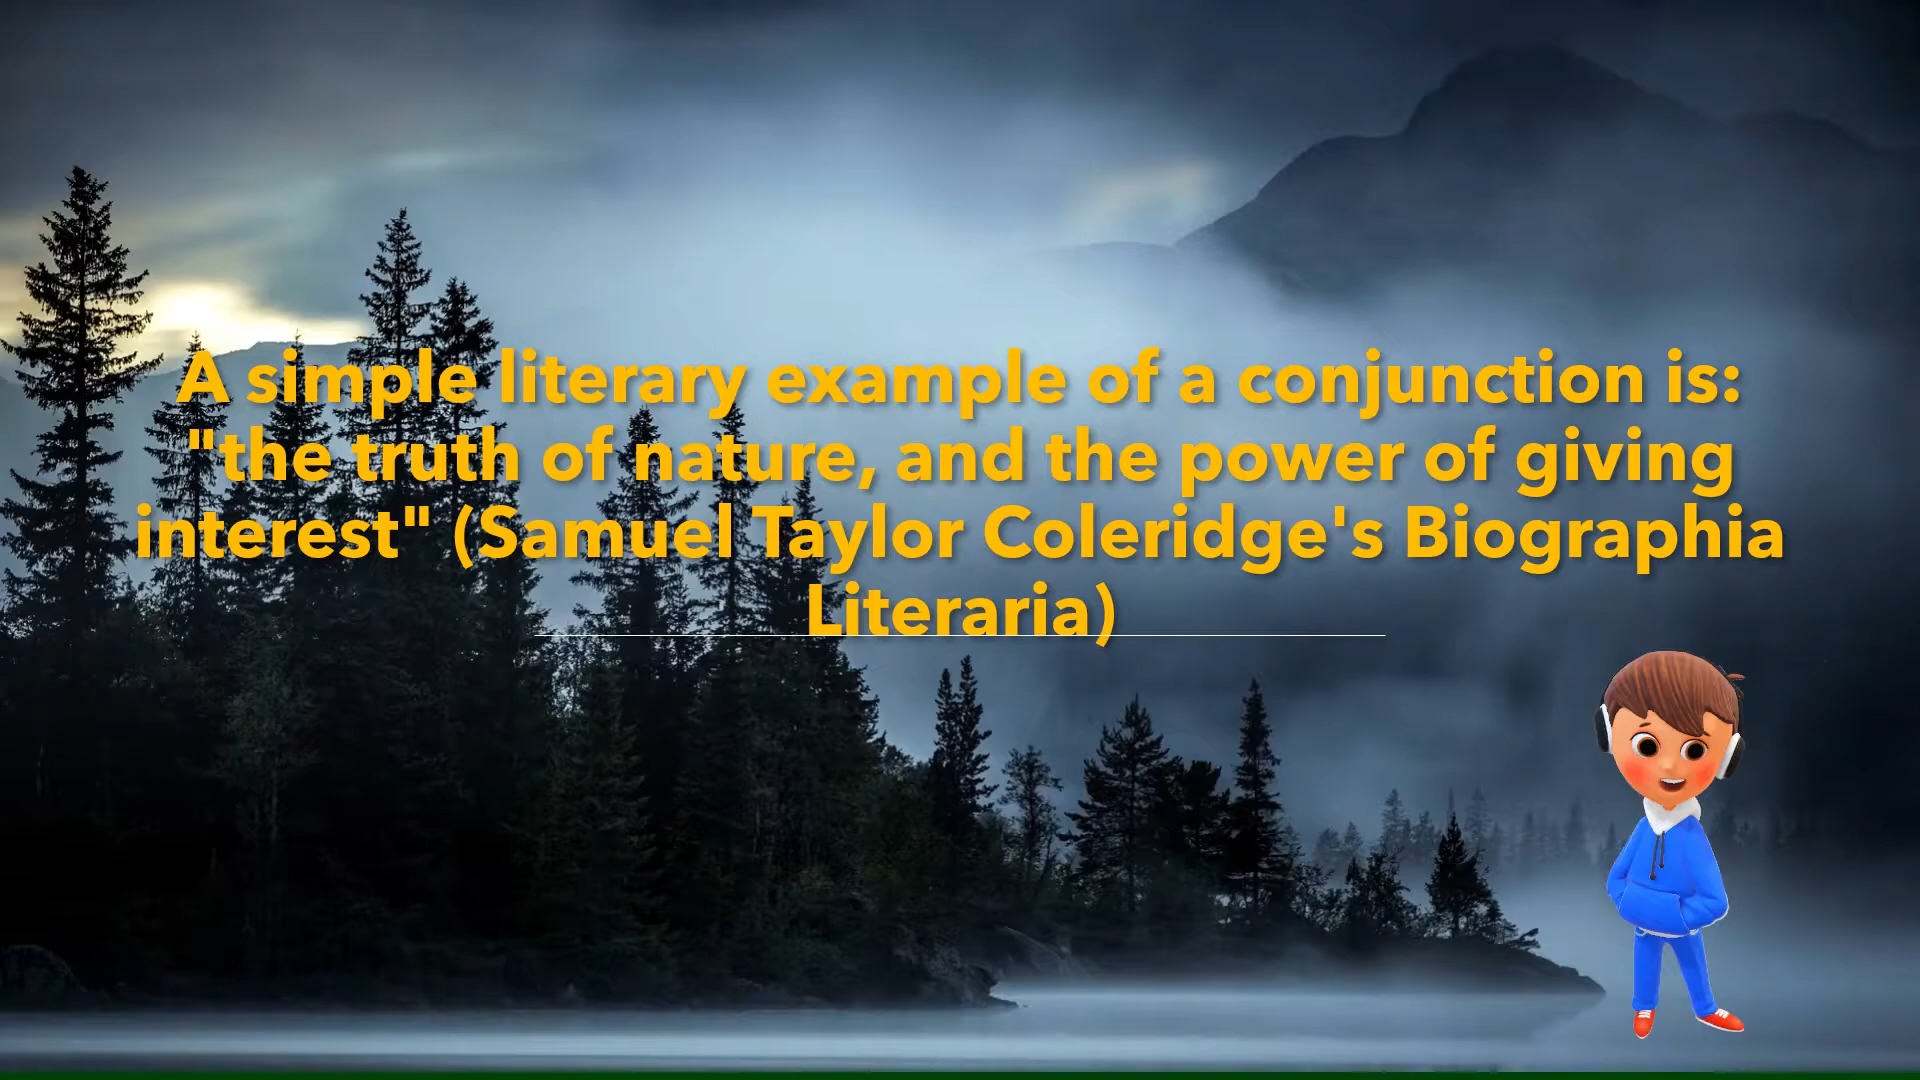 A simple literary example of a conjunction is:
"the truth of nature, and the power of giving
interest" (Samuel Taylor Coleridge's Biographia
Literaria)